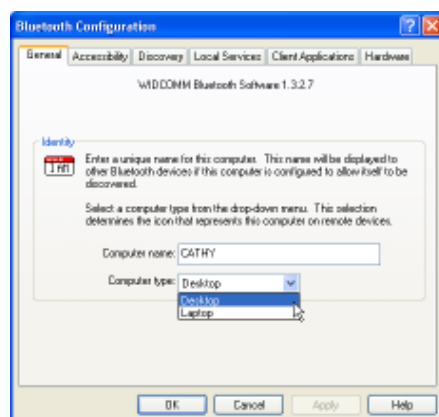 Bluetooth Configuration
General Accessibility Discovery Local Services Client Applications Hardware
WIDCOMM Bluetooth Software 1.3.2.7
Identity
I AM
Enter a unique name for this computer. This name will be displayed to
other Bluetooth devices if this computer is configured to allow itself to be
discovered.
Select a computer type from the drop-down menu. This selection
determines the icon that represents this computer on remote devices.
Computer name: CATHY
Computer type: Desktop
Desktop
Laptop
OK Cancel Apply Help